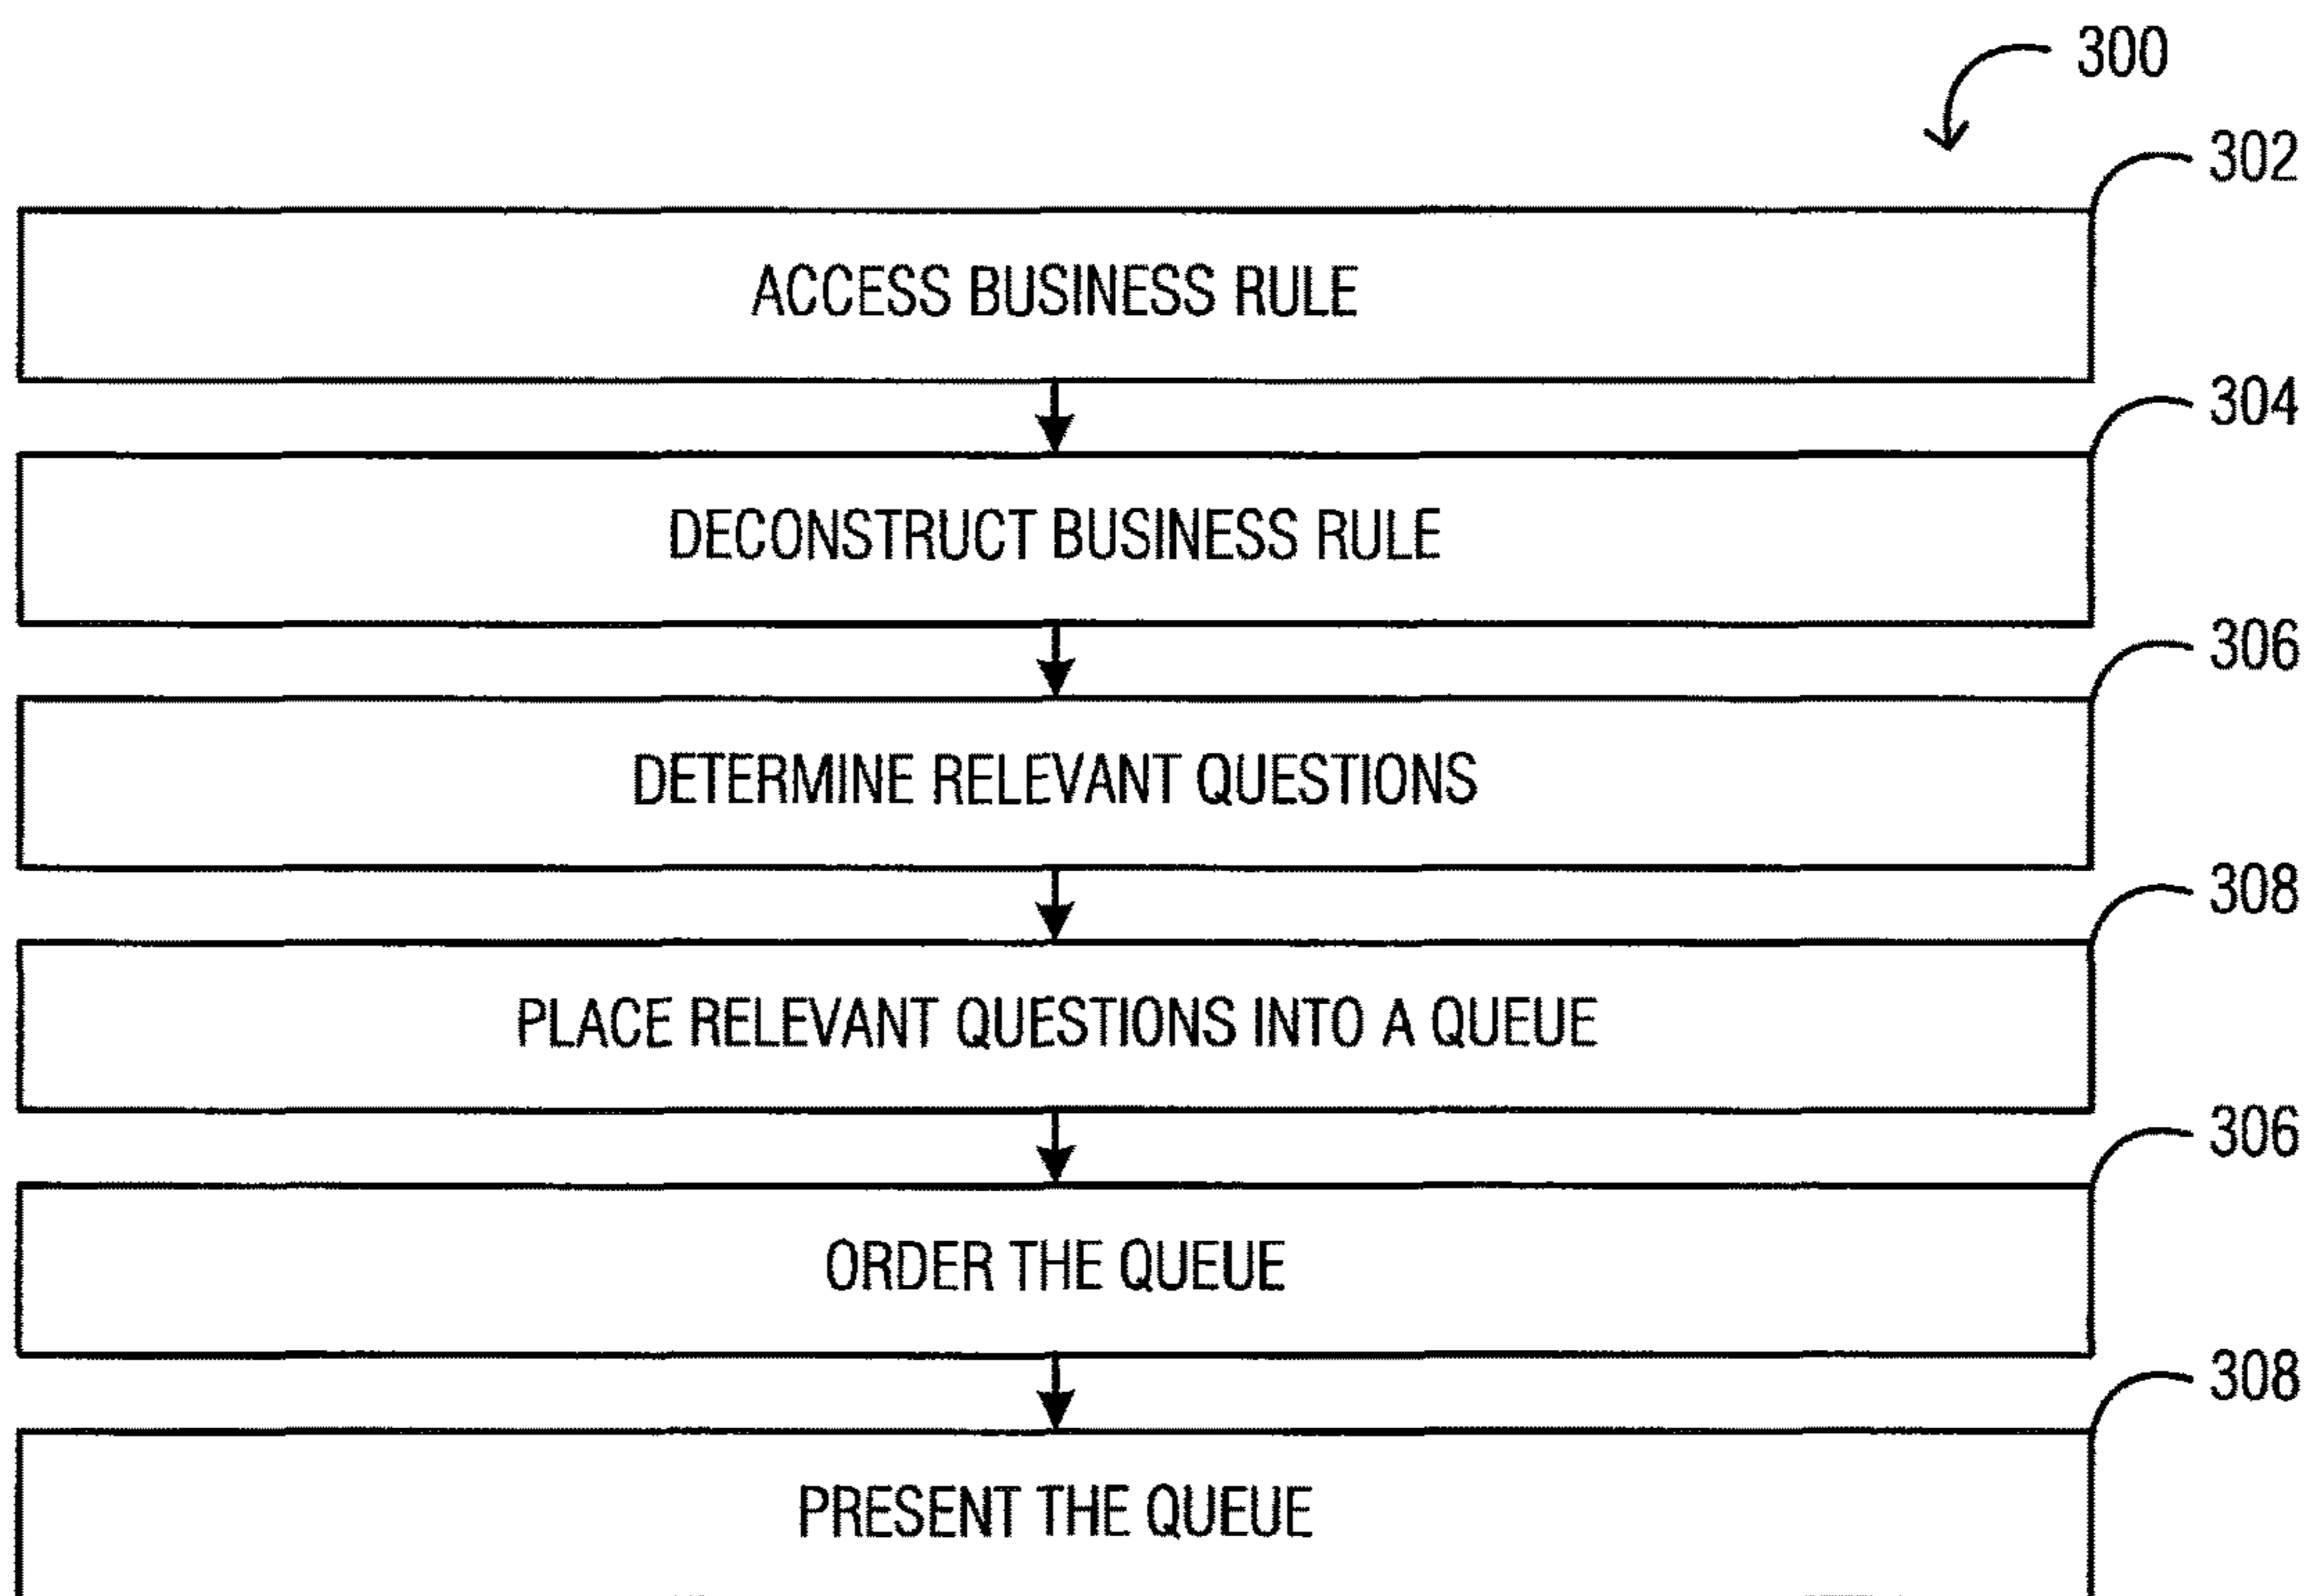 300
302
ACCESS BUSINESS RULE
304
DECONSTRUCT BUSINESS RULE
306
DETERMINE RELEVANT QUESTIONS
308
PLACE RELEVANT QUESTIONS INTO A QUEUE
306
ORDER THE QUEUE
308
PRESENT THE QUEUE